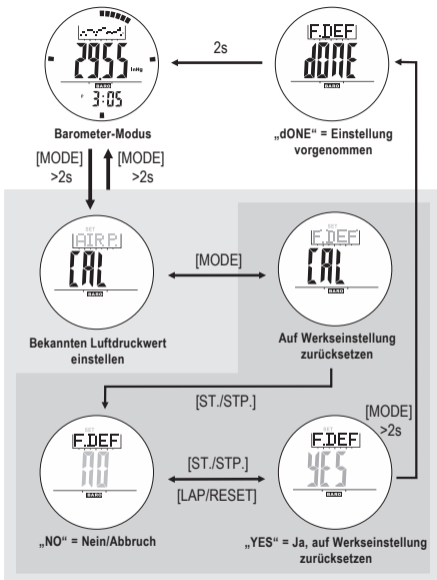 29.55 InHg
BARO
P 3:05
Barometer-Modus
2s
F.DEF
dONE
„dONE" = Einstellung
vorgenommen
[MODE]
>2s
[MODE]
>2s
SET
AIR P.
CAL
BARO
Bekannten Luftdruckwert
einstellen
[MODE]
SET
F.DEF
CAL
BARO
Auf Werkseinstellung
zurücksetzen
[ST./STP.]
[MODE]
>2s
SET
F.DEF
NO
BARO
„NO" = Nein/Abbruch
[ST./STP.]
[LAP/RESET]
SET
F.DEF
YES
BARO
„YES" = Ja, auf Werkseinstellung
zurücksetzen